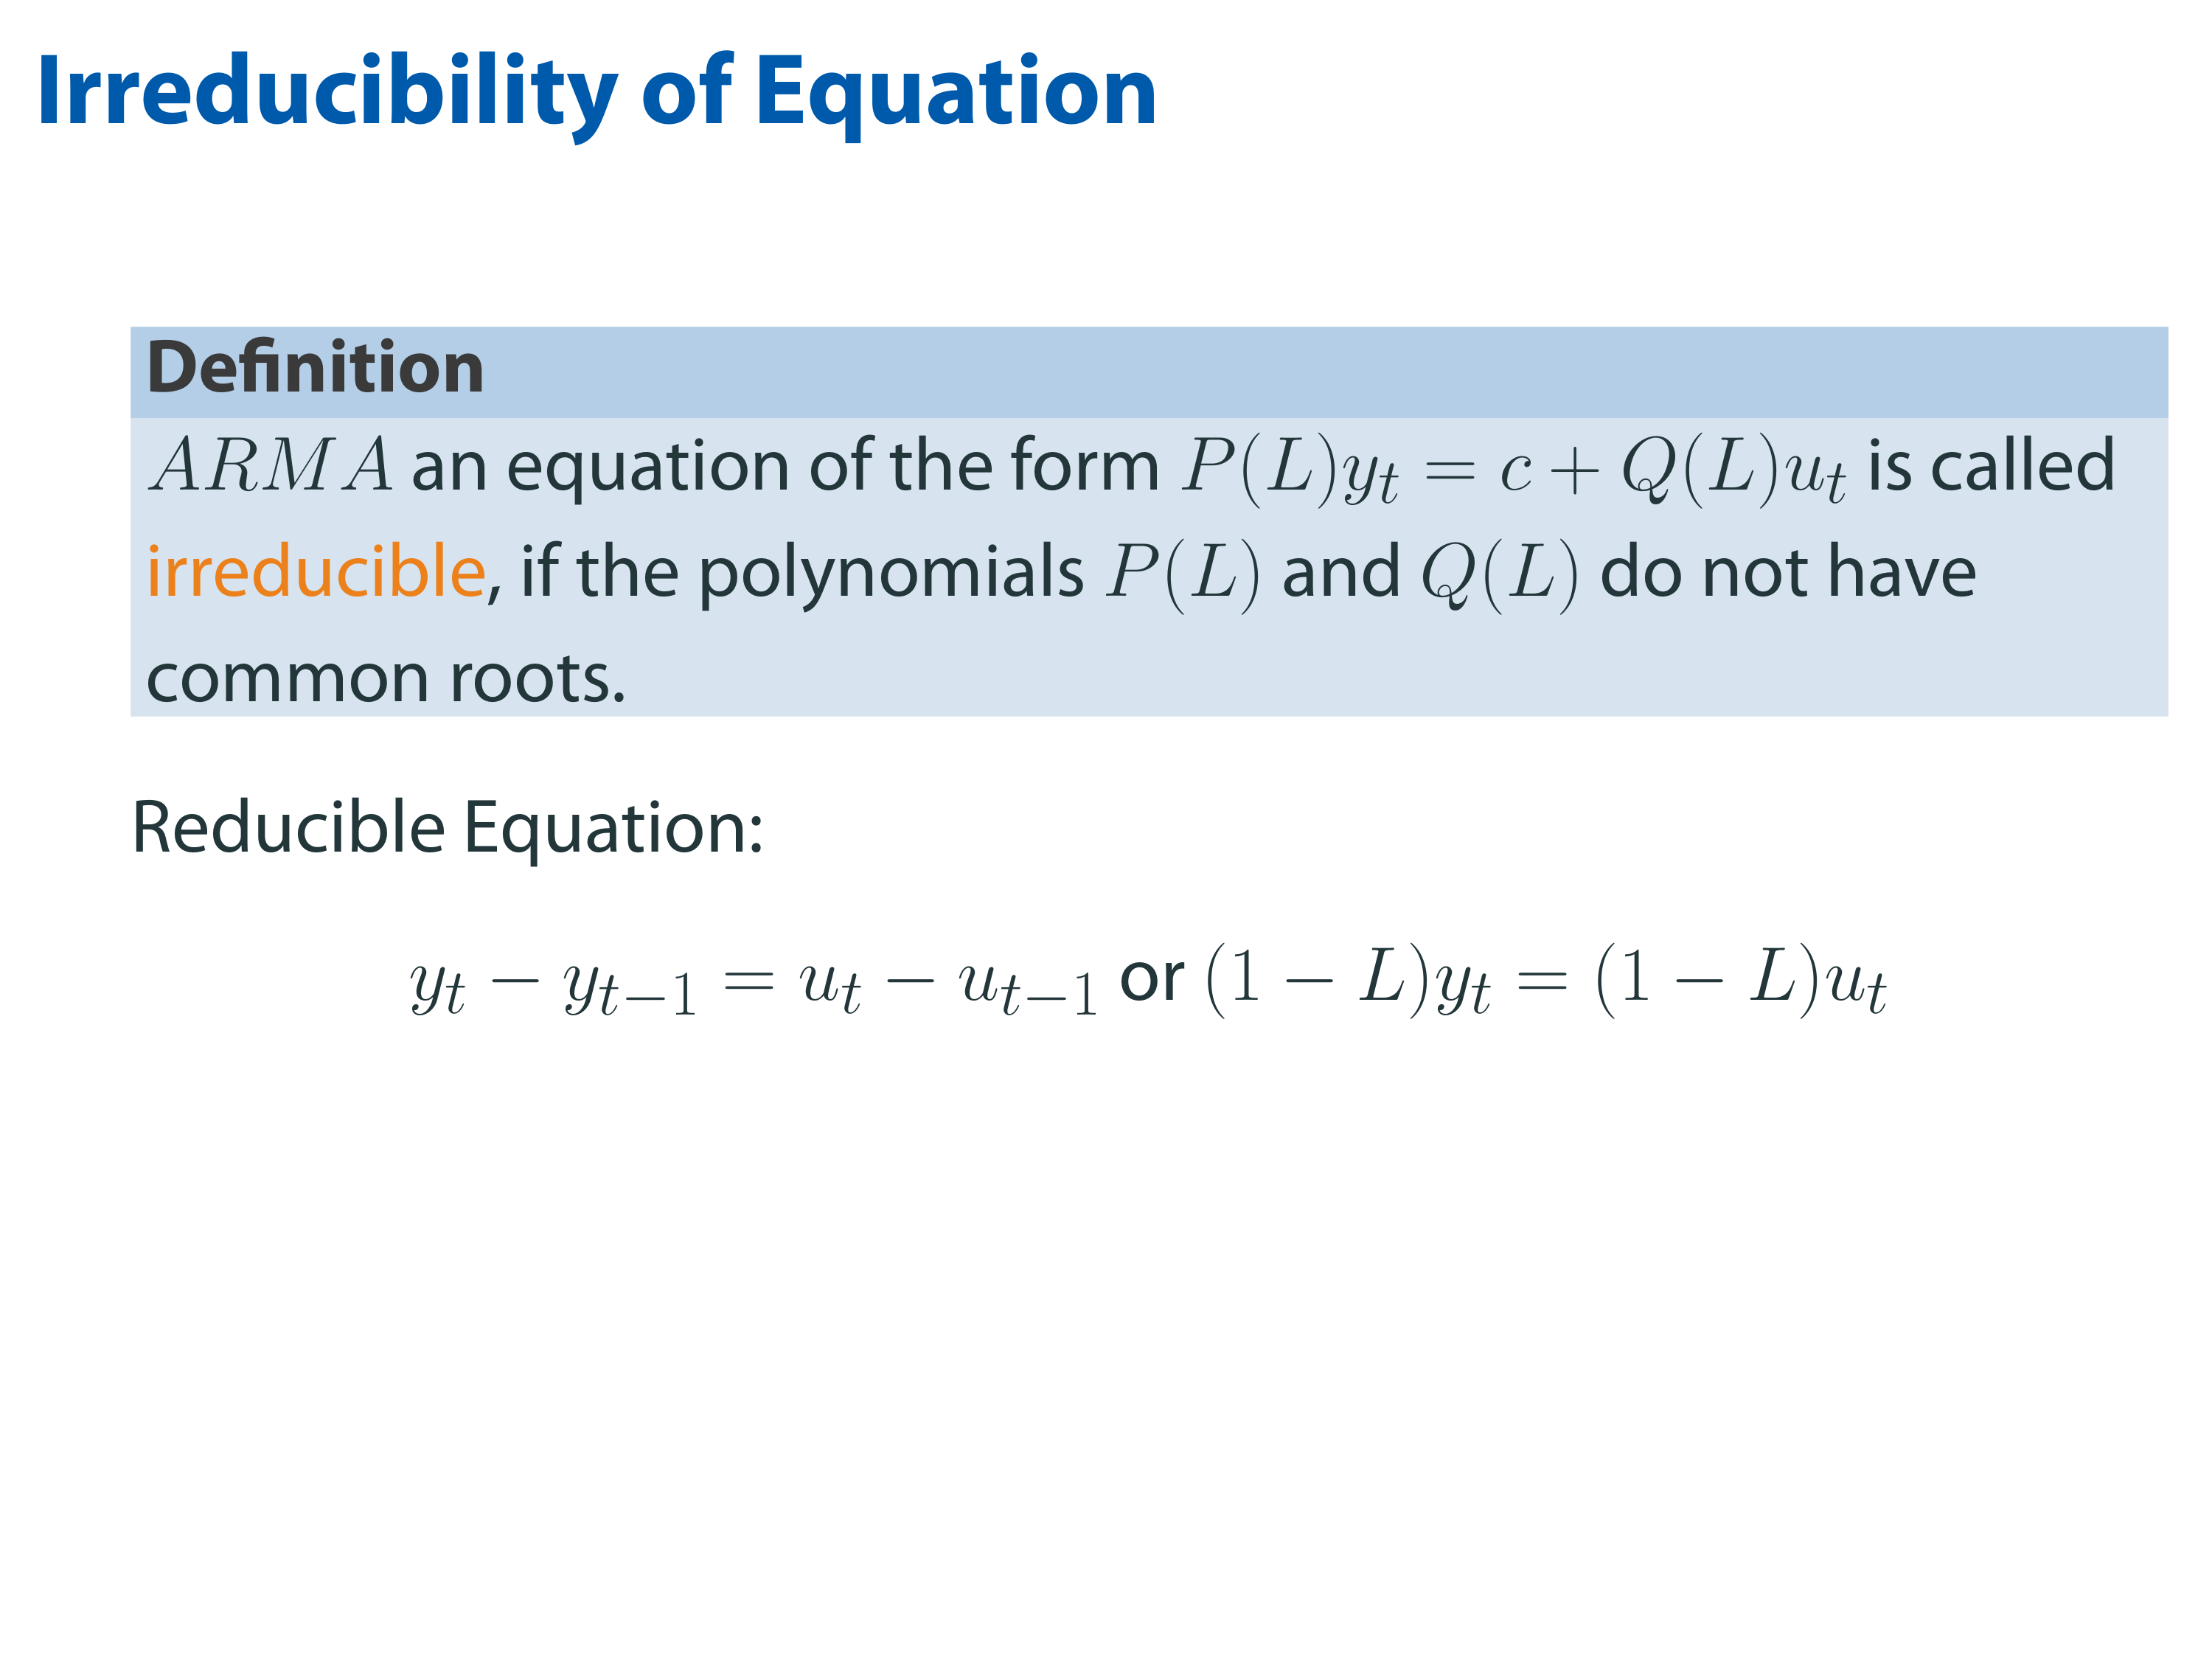 Irreducibility of Equation
Definition
ARMA an equation of the form P(L)y_t = c + Q(L)u_t is called
irreducible, if the polynomials P(L) and Q(L) do not have
common roots.
Reducible Equation:
y_t − y_{t−1} = u_t − u_{t−1} or (1 − L)y_t = (1 − L)u_t